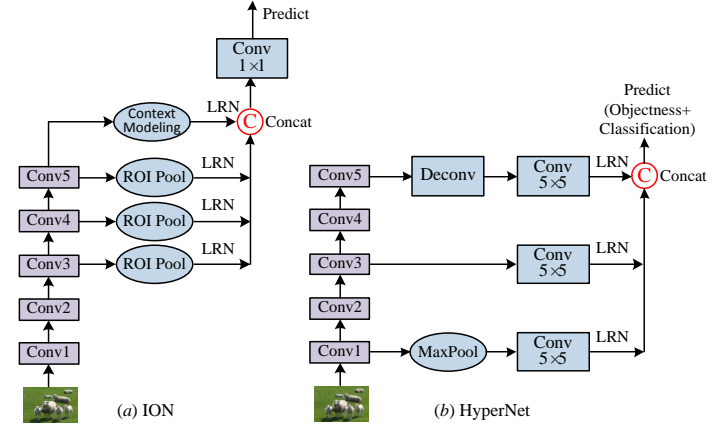 Predict
Conv
1×1
Context
Modeling
LRN
C
Concat
Conv5
ROI Pool
LRN
Conv4
ROI Pool
LRN
Conv3
ROI Pool
LRN
Conv2
Conv1
(a) ION
Predict
(Objectness+
Classification)
Conv5
Deconv
Conv
5×5
LRN
C
Concat
Conv4
Conv3
Conv
5×5
LRN
Conv2
Conv1
MaxPool
Conv
5×5
LRN
(b) HyperNet